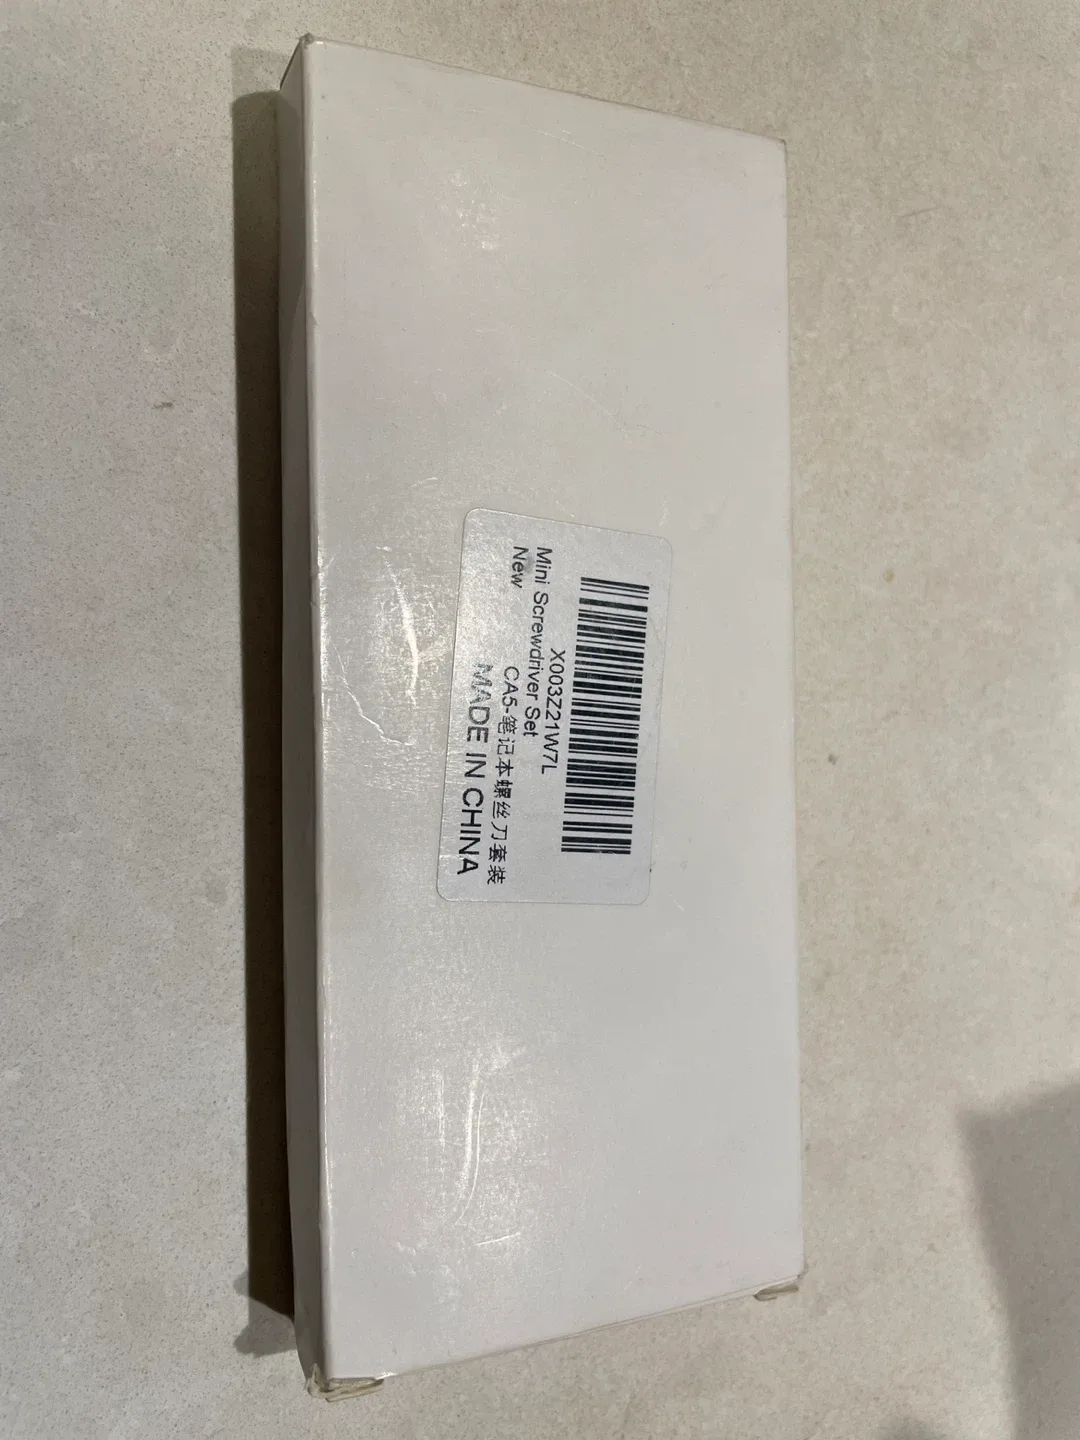 X003Z21W7L
Mini Screwdriver Set
New
CA5-笔记本螺丝刀套装
MADE IN CHINA